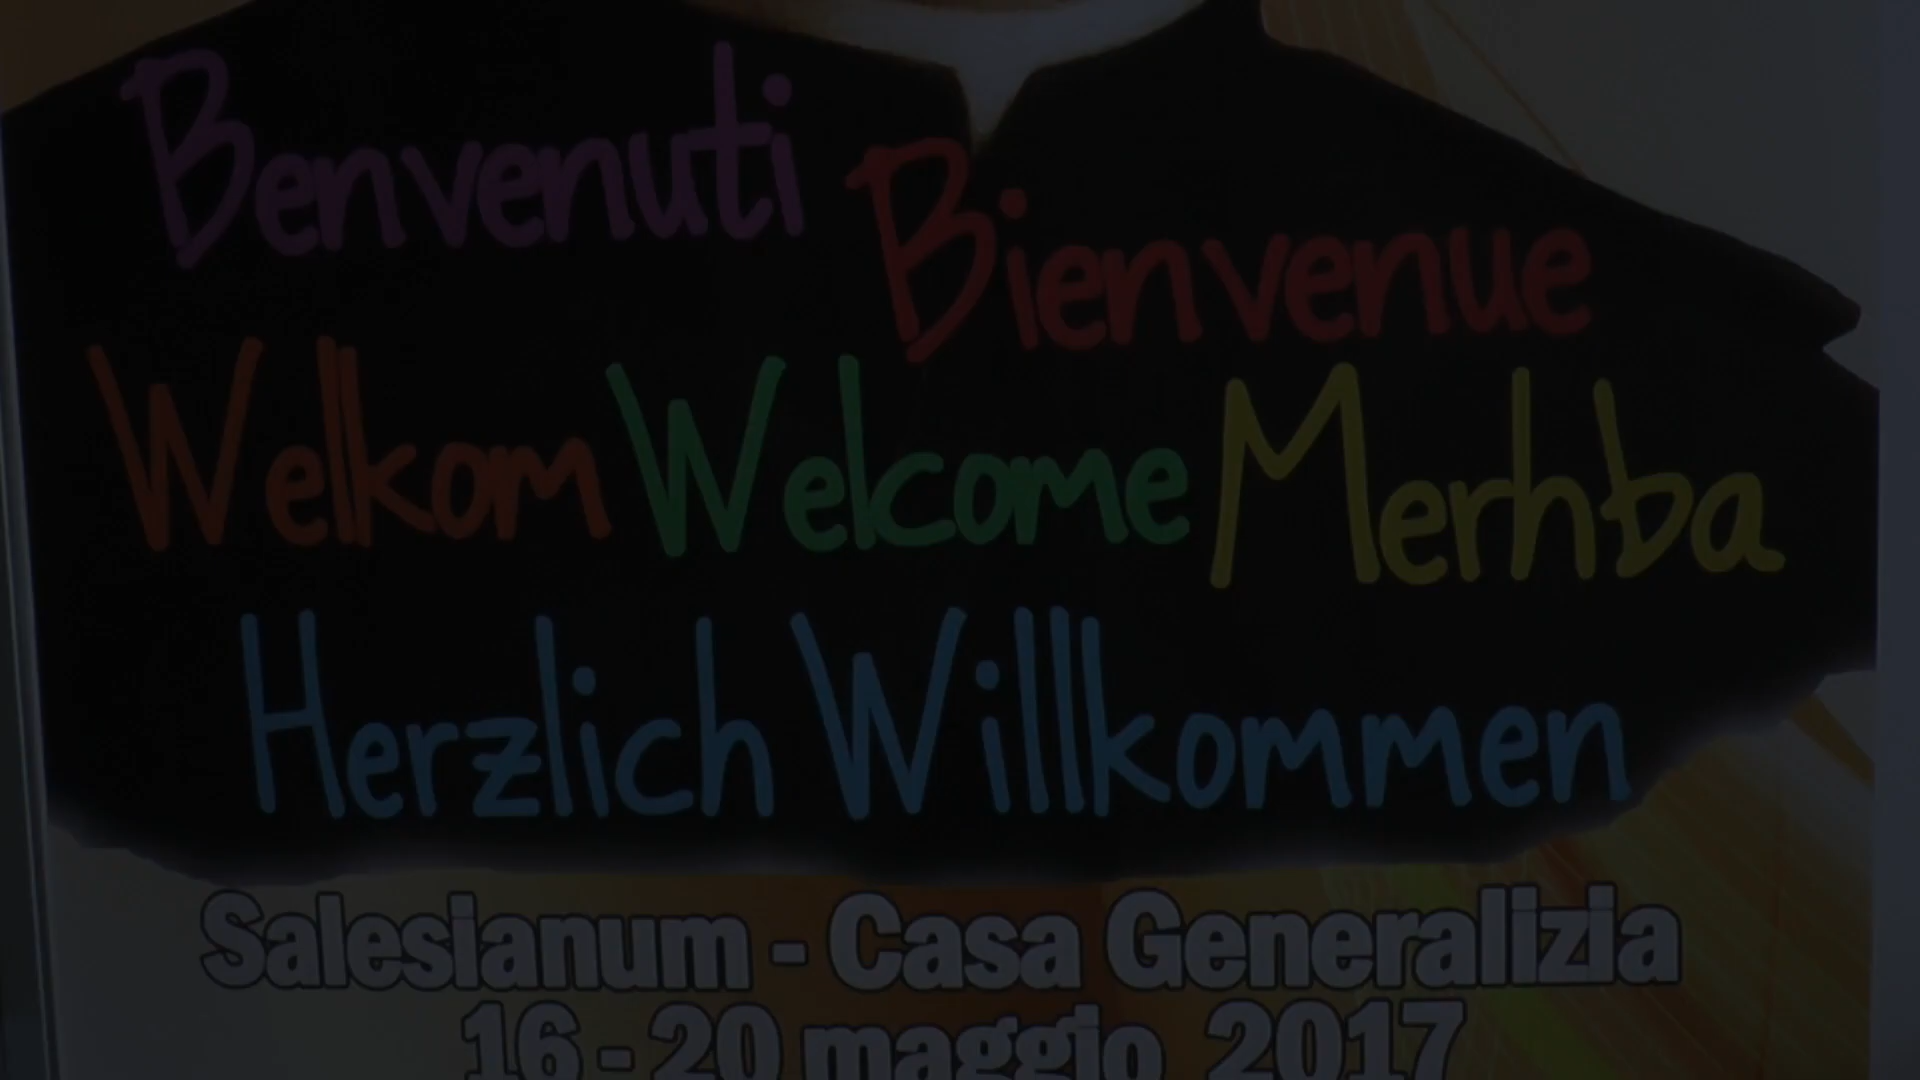 Benvenuti
Bienvenue
Welkom Welcome Merhba
Herzlich Willkommen
Salesianum - Casa Generalizia
16 - 20 maggio 2017